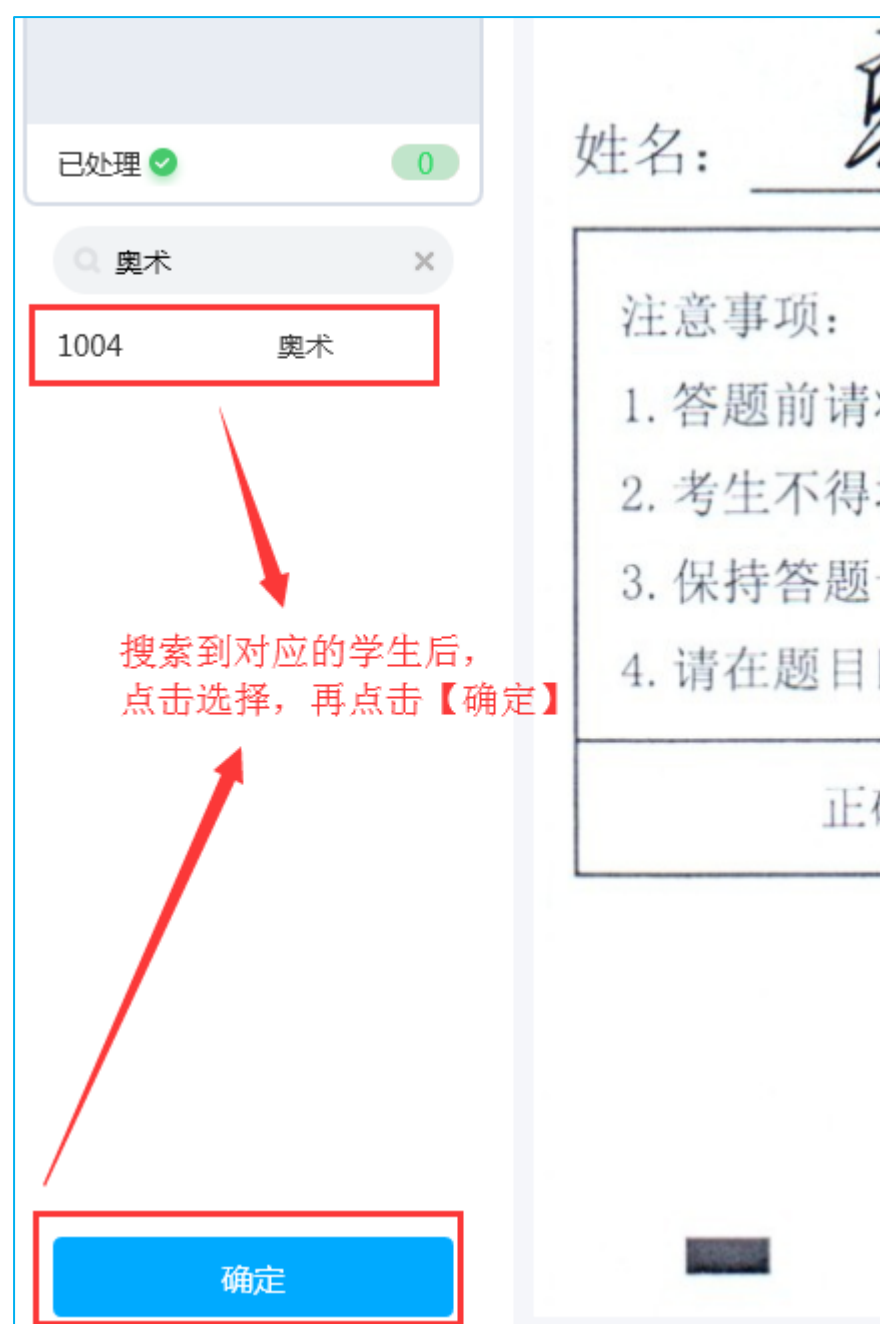 已处理
0
奥术
1004 奥术
搜索到对应的学生后，
点击选择，再点击【确定】
确定
姓名：
注意事项：
1. 答题前请
2. 考生不得
3. 保持答题
4. 请在题目
正